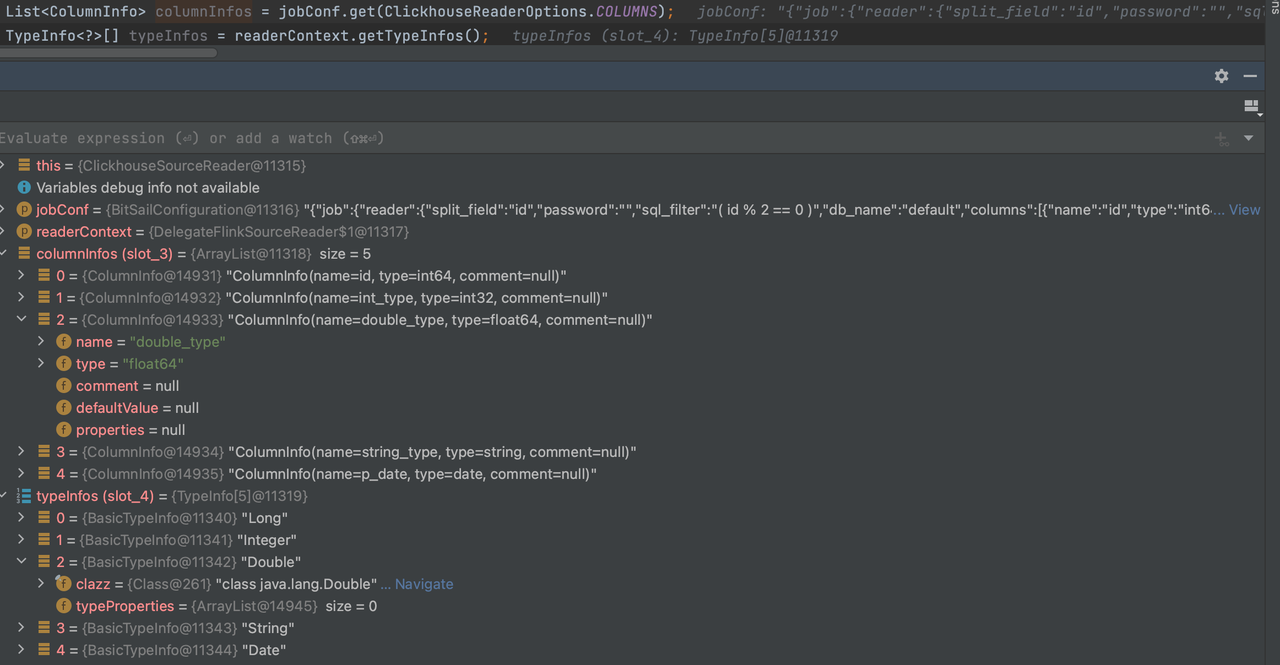 List<ColumnInfo> columnInfos = jobConf.get(ClickhouseReaderOptions.COLUMNS);   jobConf: "{"job":{"reader":{"split_field":"id","password":"","sql
TypeInfo<?>[] typeInfos = readerContext.getTypeInfos();   typeInfos (slot_4): TypeInfo[5]@11319
Evaluate expression (⏎) or add a watch (⇧⌘⏎)
this = {ClickhouseSourceReader@11315}
Variables debug info not available
jobConf = {BitSailConfiguration@11316} "{"job":{"reader":{"split_field":"id","password":"","sql_filter":"( id % 2 == 0 )","db_name":"default","columns":[{"name":"id","type":"int6… View
readerContext = {DelegateFlinkSourceReader$1@11317}
columnInfos (slot_3) = {ArrayList@11318} size = 5
0 = {ColumnInfo@14931} "ColumnInfo(name=id, type=int64, comment=null)"
1 = {ColumnInfo@14932} "ColumnInfo(name=int_type, type=int32, comment=null)"
2 = {ColumnInfo@14933} "ColumnInfo(name=double_type, type=float64, comment=null)"
name = "double_type"
type = "float64"
comment = null
defaultValue = null
properties = null
3 = {ColumnInfo@14934} "ColumnInfo(name=string_type, type=string, comment=null)"
4 = {ColumnInfo@14935} "ColumnInfo(name=p_date, type=date, comment=null)"
typeInfos (slot_4) = {TypeInfo[5]@11319}
0 = {BasicTypeInfo@11340} "Long"
1 = {BasicTypeInfo@11341} "Integer"
2 = {BasicTypeInfo@11342} "Double"
clazz = {Class@261} "class java.lang.Double" … Navigate
typeProperties = {ArrayList@14945} size = 0
3 = {BasicTypeInfo@11343} "String"
4 = {BasicTypeInfo@11344} "Date"